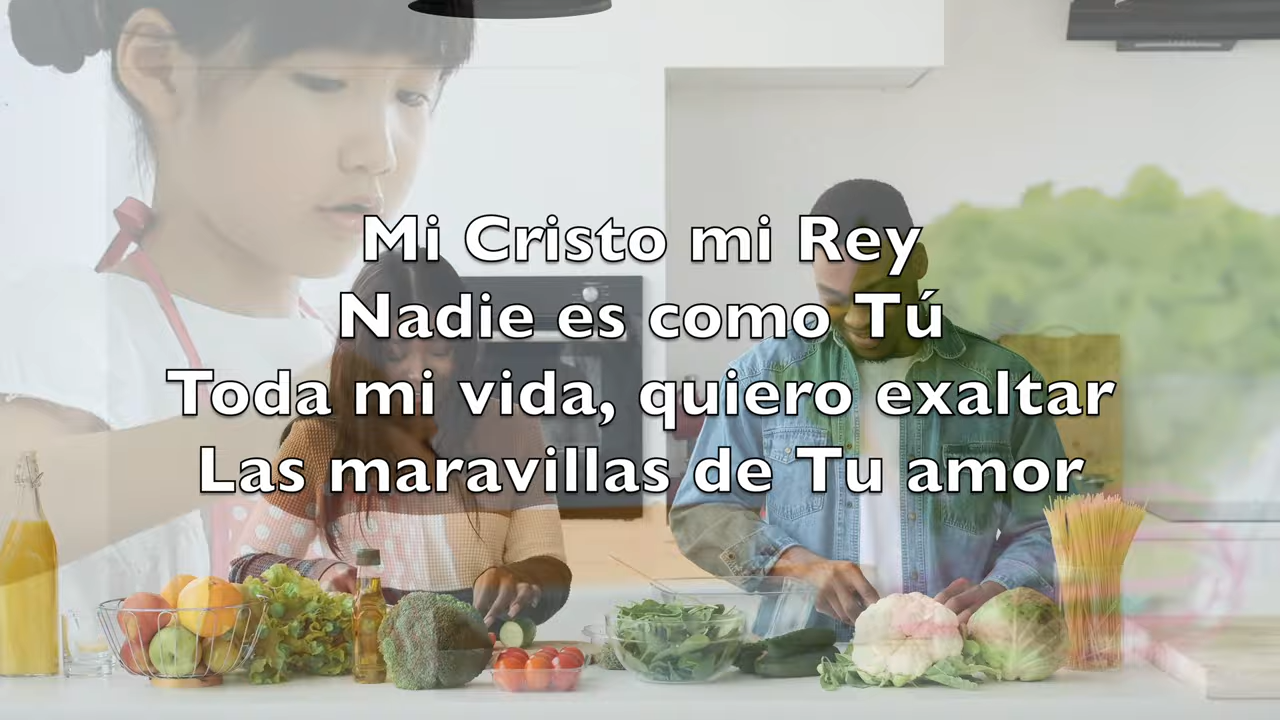 Mi Cristo mi Rey
Nadie es como Tú
Toda mi vida, quiero exaltar
Las maravillas de Tu amor